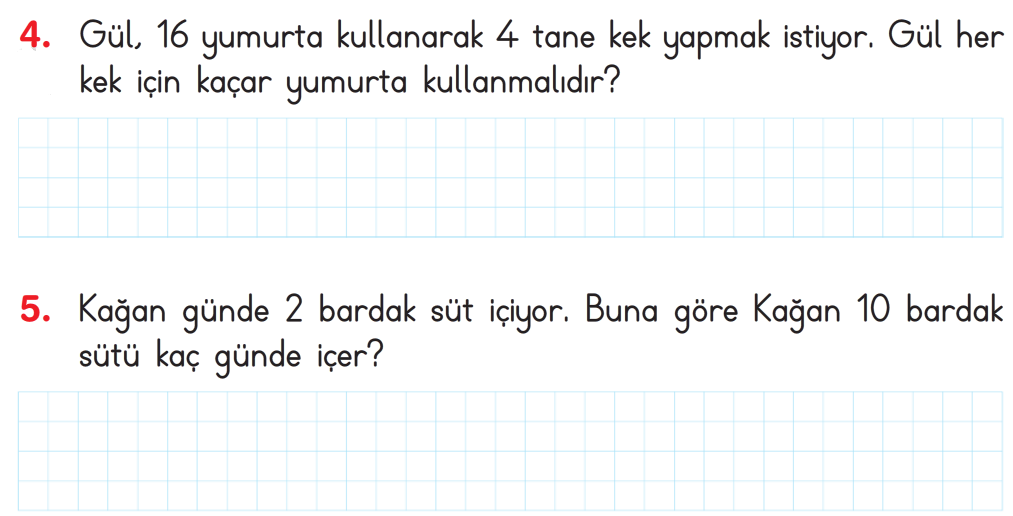 4. Gül, 16 yumurta kullanarak 4 tane kek yapmak istiyor. Gül her
kek için kaçar yumurta kullanmalıdır?
5. Kağan günde 2 bardak süt içiyor. Buna göre Kağan 10 bardak
sütü kaç günde içer?